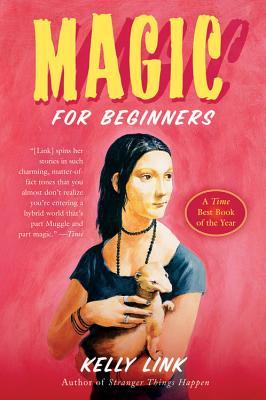 MAGIC
FOR BEGINNERS
"[Link] spins her
stories in such
charming, matter-of-
fact tones that you
almost don't realize
you're entering a
hybrid world that's
part Muggle and
part magic." —Time
A Time
Best Book
of the Year
KELLY LINK
Author of Stranger Things Happen